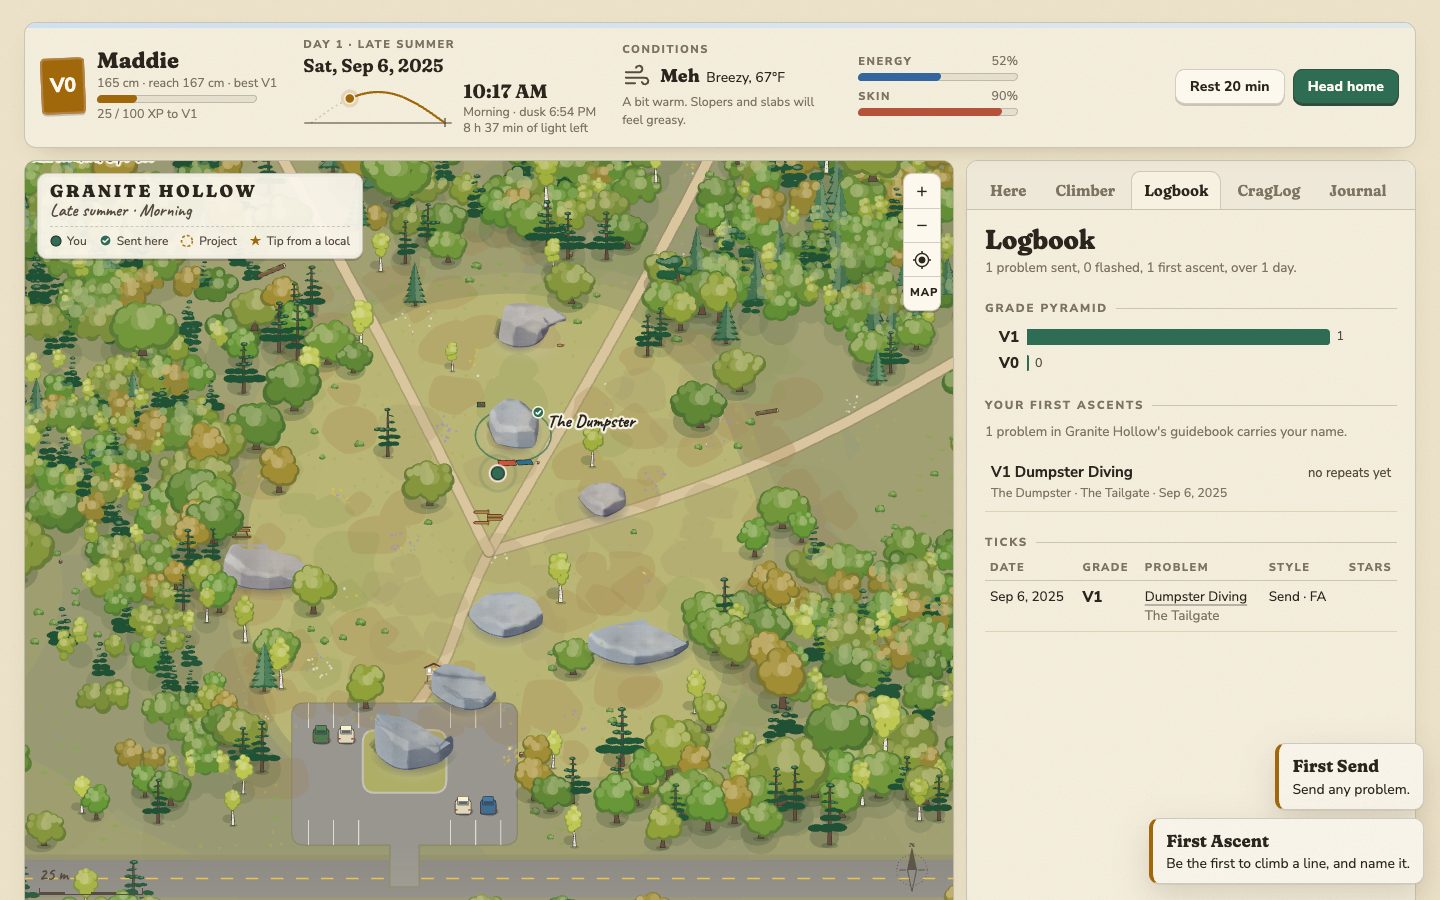 V0
Maddie
165 cm · reach 167 cm · best V1
25 / 100 XP to V1
DAY 1 · LATE SUMMER
Sat, Sep 6, 2025
10:17 AM
Morning · dusk 6:54 PM
8 h 37 min of light left
CONDITIONS
Meh Breezy, 67°F
A bit warm. Slopers and slabs will
feel greasy.
ENERGY 52%
SKIN 90%
Rest 20 min
Head home
GRANITE HOLLOW
Late summer · Morning
You
Sent here
Project
Tip from a local
+
−
MAP
The Dumpster
25 m
N
Here
Climber
Logbook
CragLog
Journal
Logbook
1 problem sent, 0 flashed, 1 first ascent, over 1 day.
GRADE PYRAMID
V1 1
V0 0
YOUR FIRST ASCENTS
1 problem in Granite Hollow's guidebook carries your name.
V1 Dumpster Diving no repeats yet
The Dumpster · The Tailgate · Sep 6, 2025
TICKS
DATE GRADE PROBLEM STYLE STARS
Sep 6, 2025 V1 Dumpster Diving Send · FA
The Tailgate
First Send
Send any problem.
First Ascent
Be the first to climb a line, and name it.